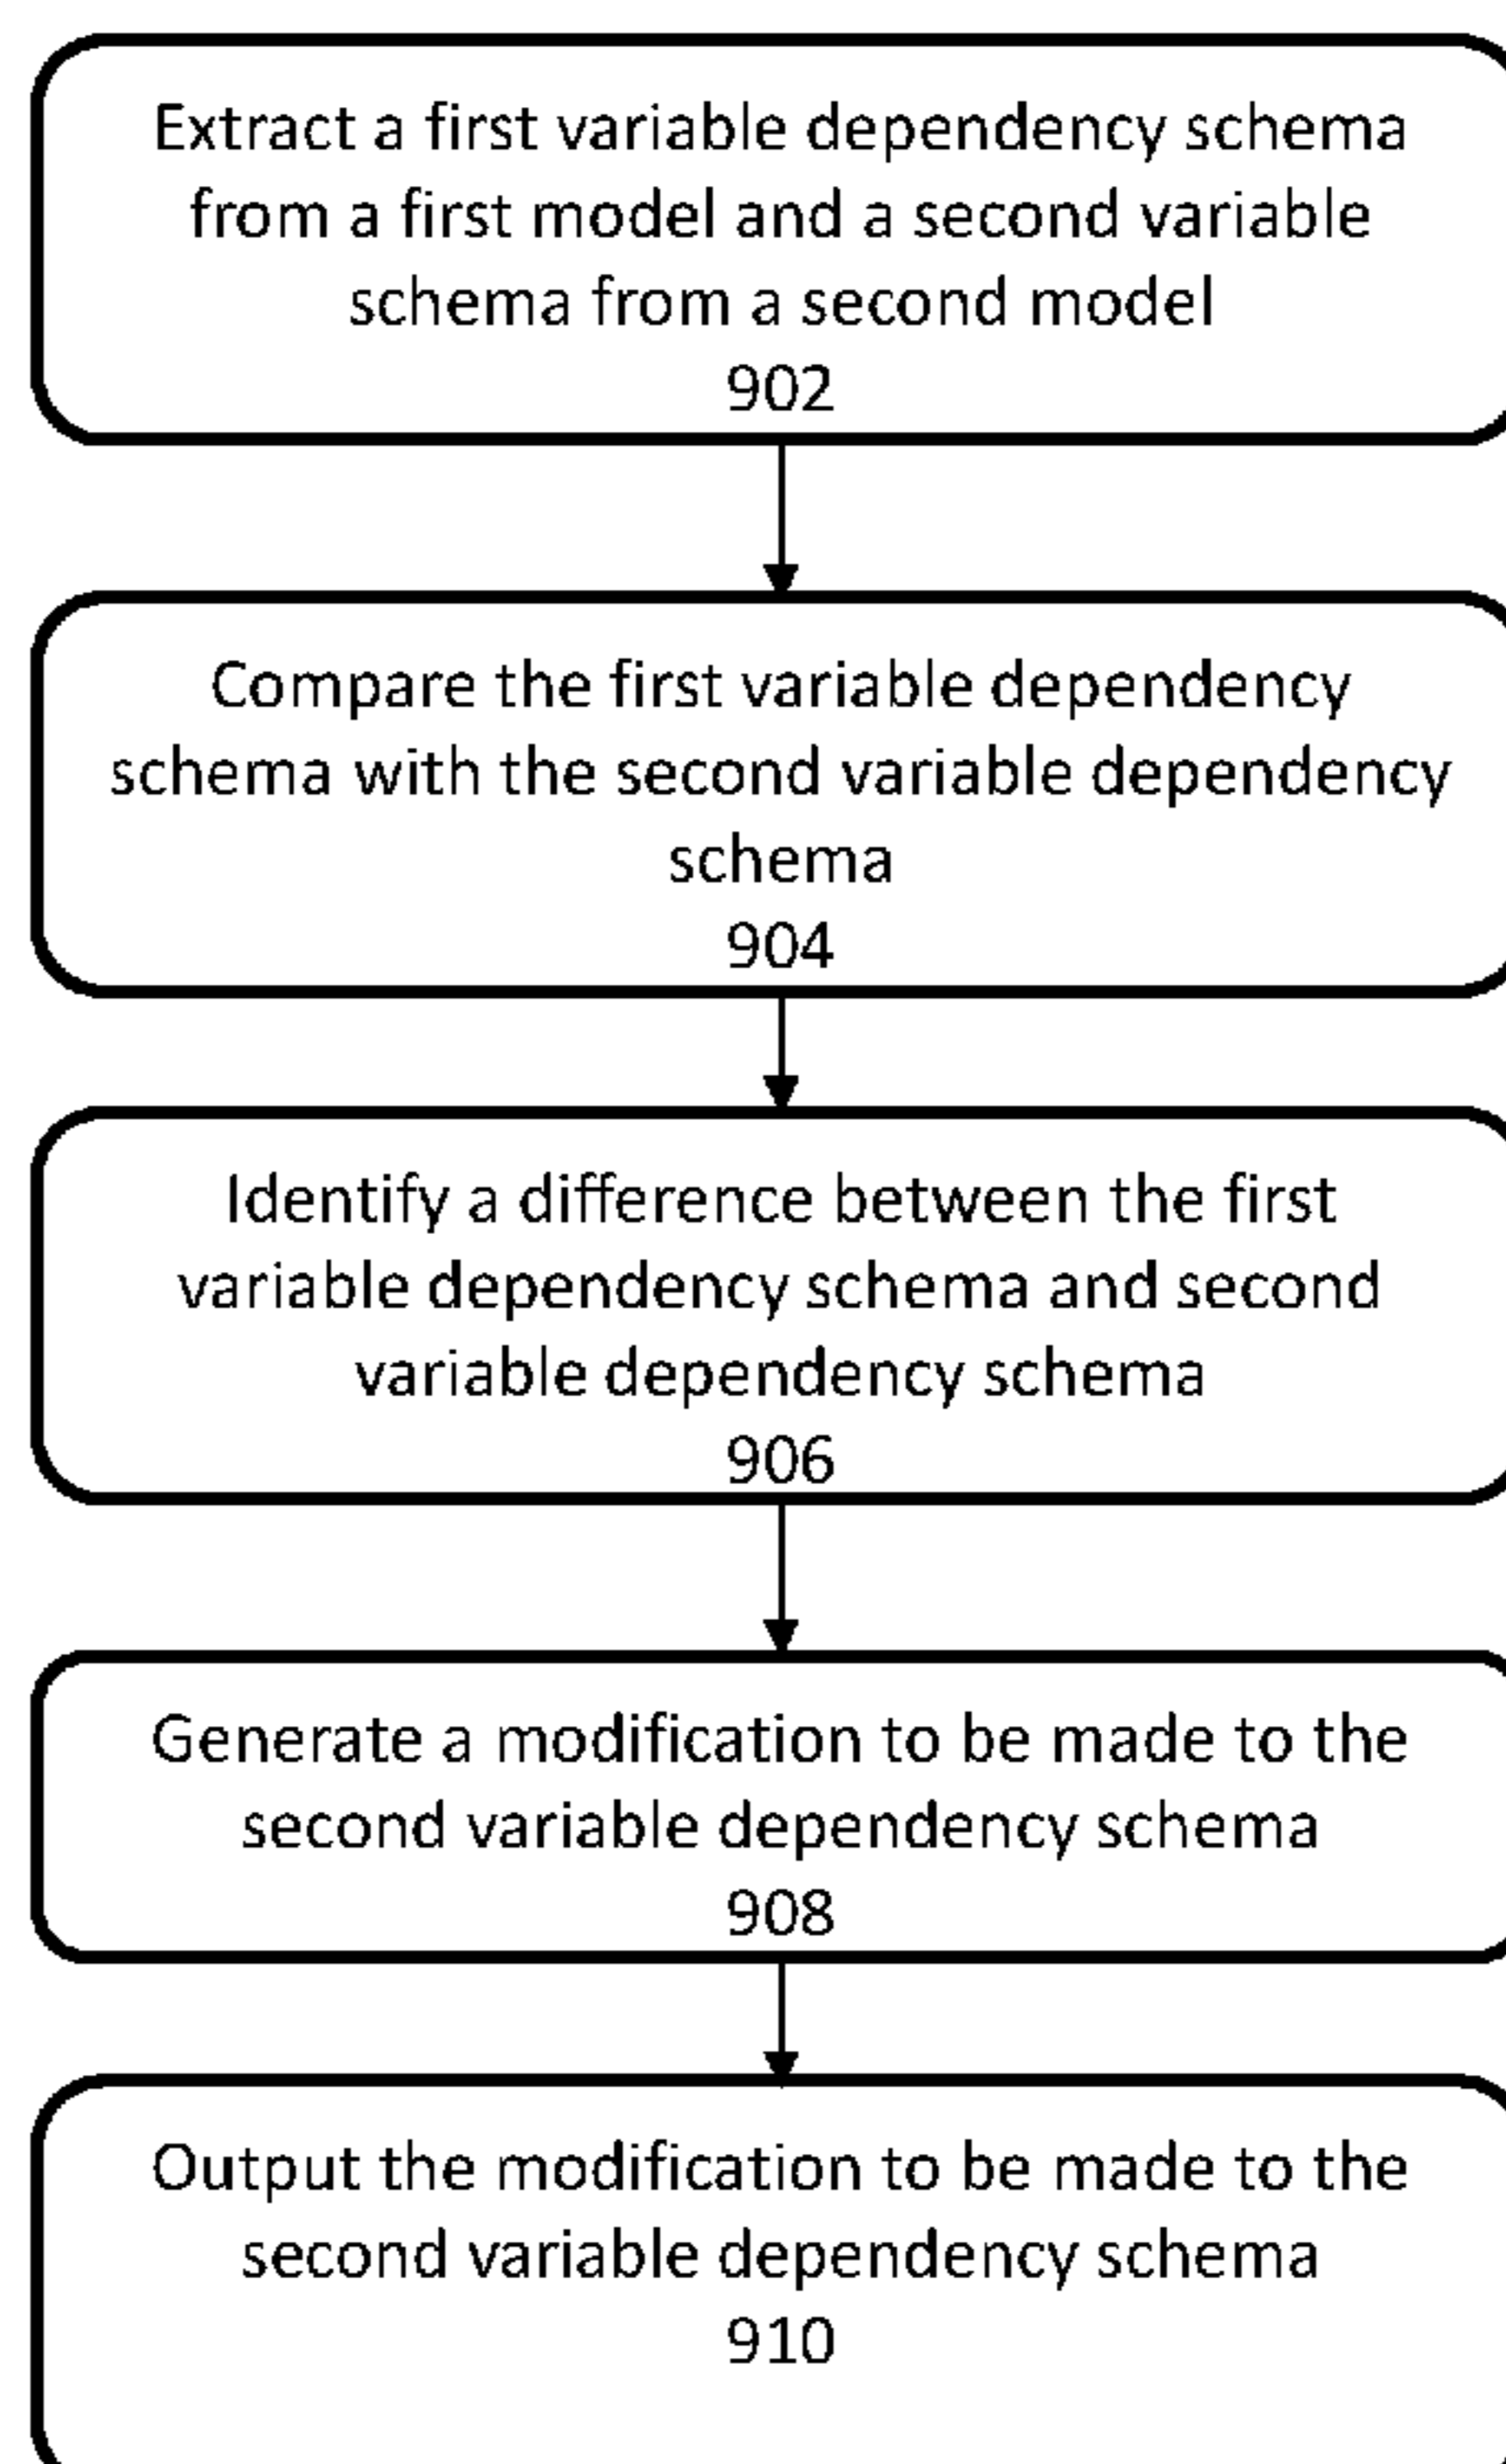 Extract a first variable dependency schema
from a first model and a second variable
schema from a second model
902
Compare the first variable dependency
schema with the second variable dependency
schema
904
Identify a difference between the first
variable dependency schema and second
variable dependency schema
906
Generate a modification to be made to the
second variable dependency schema
908
Output the modification to be made to the
second variable dependency schema
910